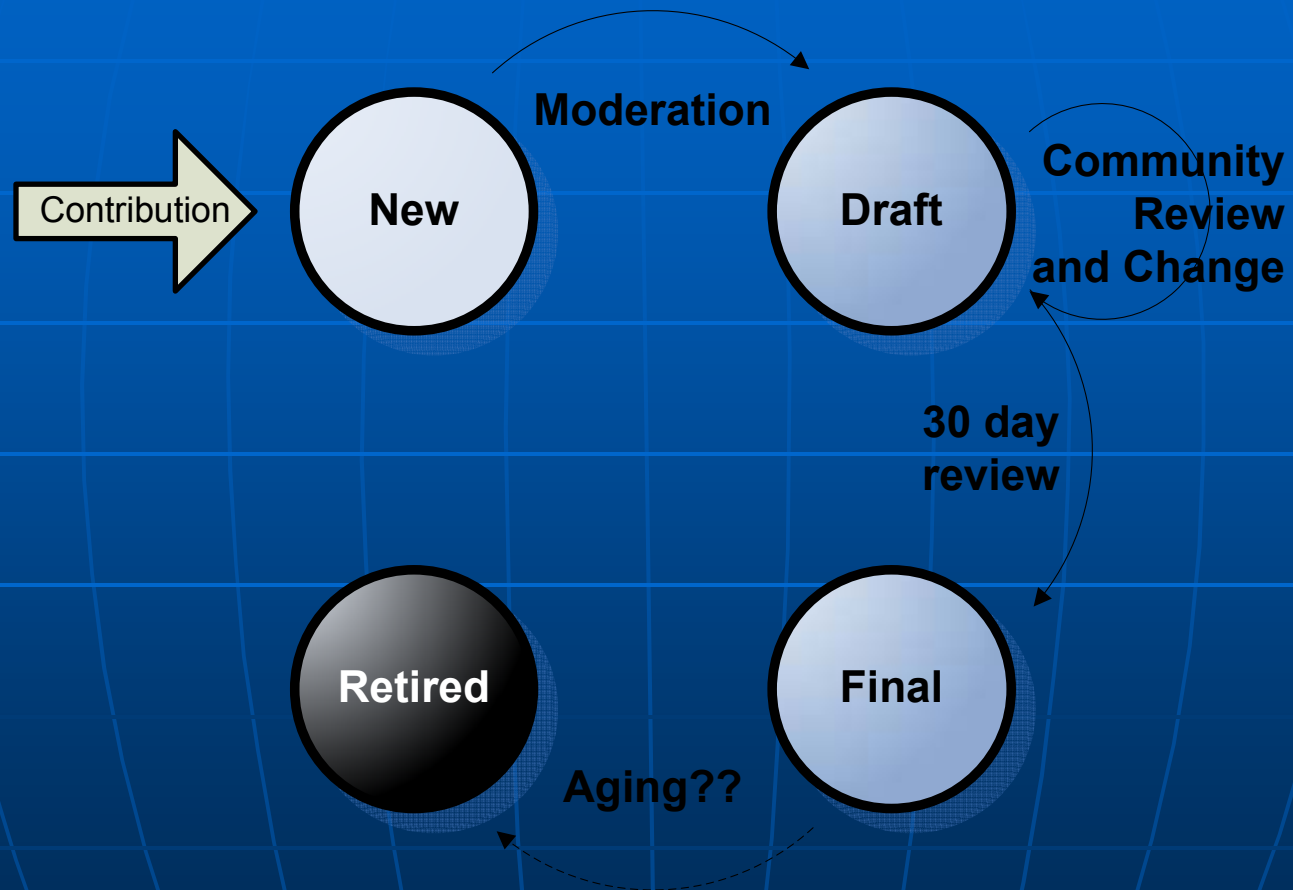 Contribution
New
Moderation
Draft
Community
Review
and Change
30 day
review
Retired
Final
Aging??